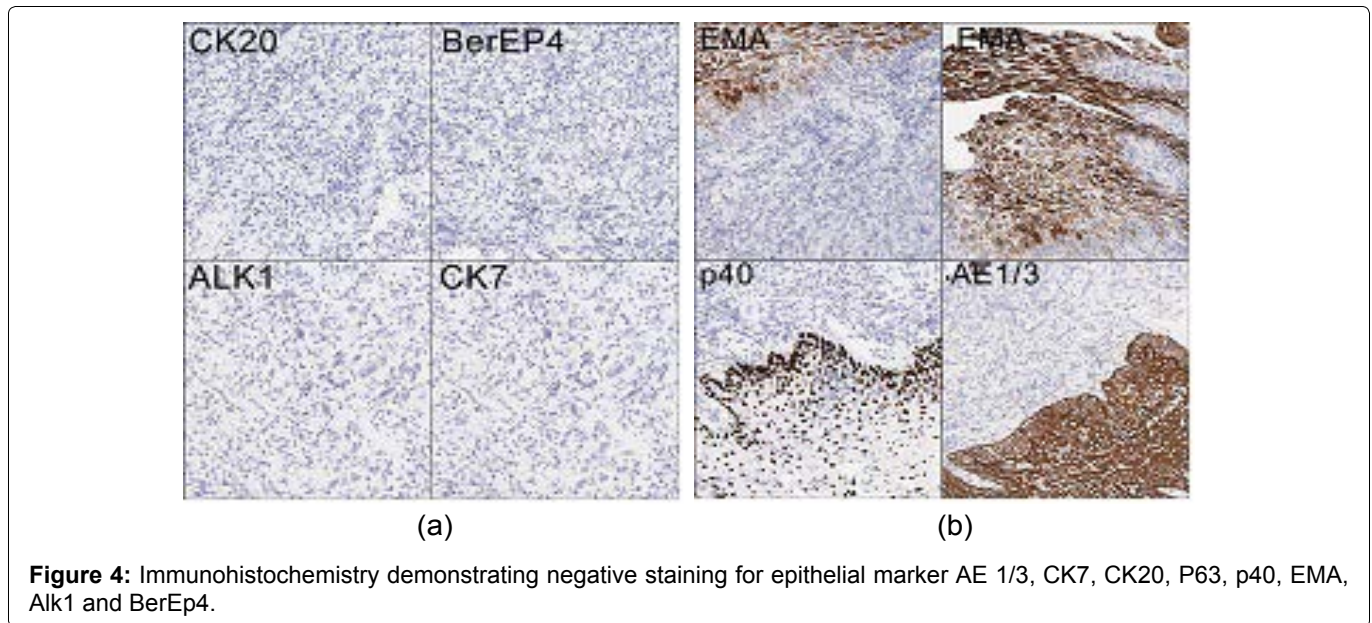 CK20 BerEP4 EMA EMA
ALK1 CK7 p40 AE1/3
(a) (b)
Figure 4: Immunohistochemistry demonstrating negative staining for epithelial marker AE 1/3, CK7, CK20, P63, p40, EMA,
Alk1 and BerEp4.